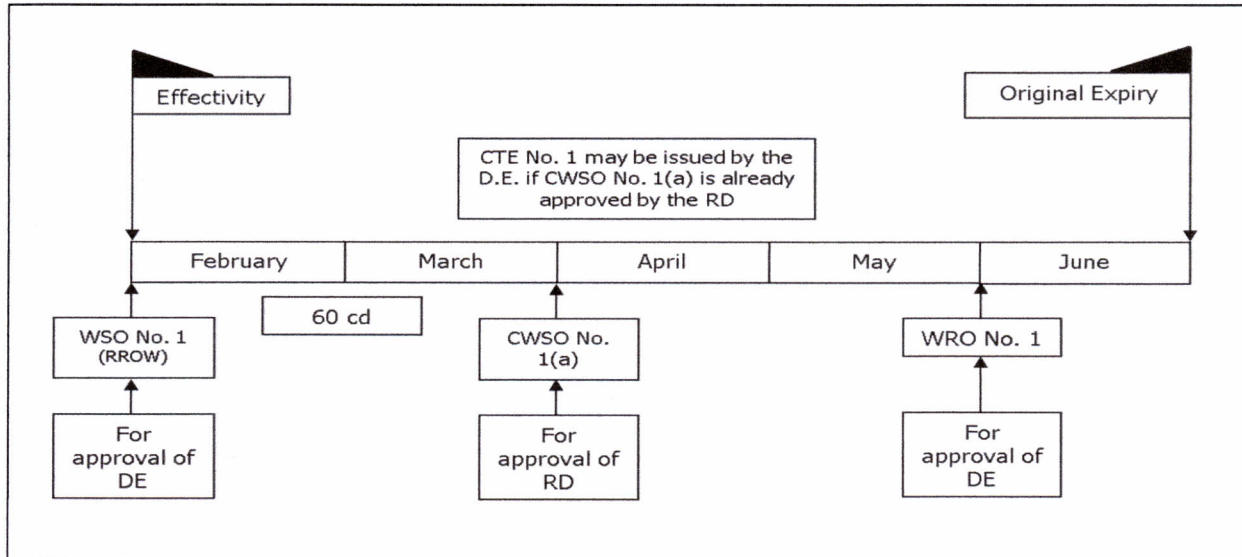 Effectivity
Original Expiry
CTE No. 1 may be issued by the
D.E. if CWSO No. 1(a) is already
approved by the RD
February
March
April
May
June
60 cd
WSO No. 1
(RROW)
CWSO No.
1(a)
WRO No. 1
For
approval of
DE
For
approval of
RD
For
approval of
DE